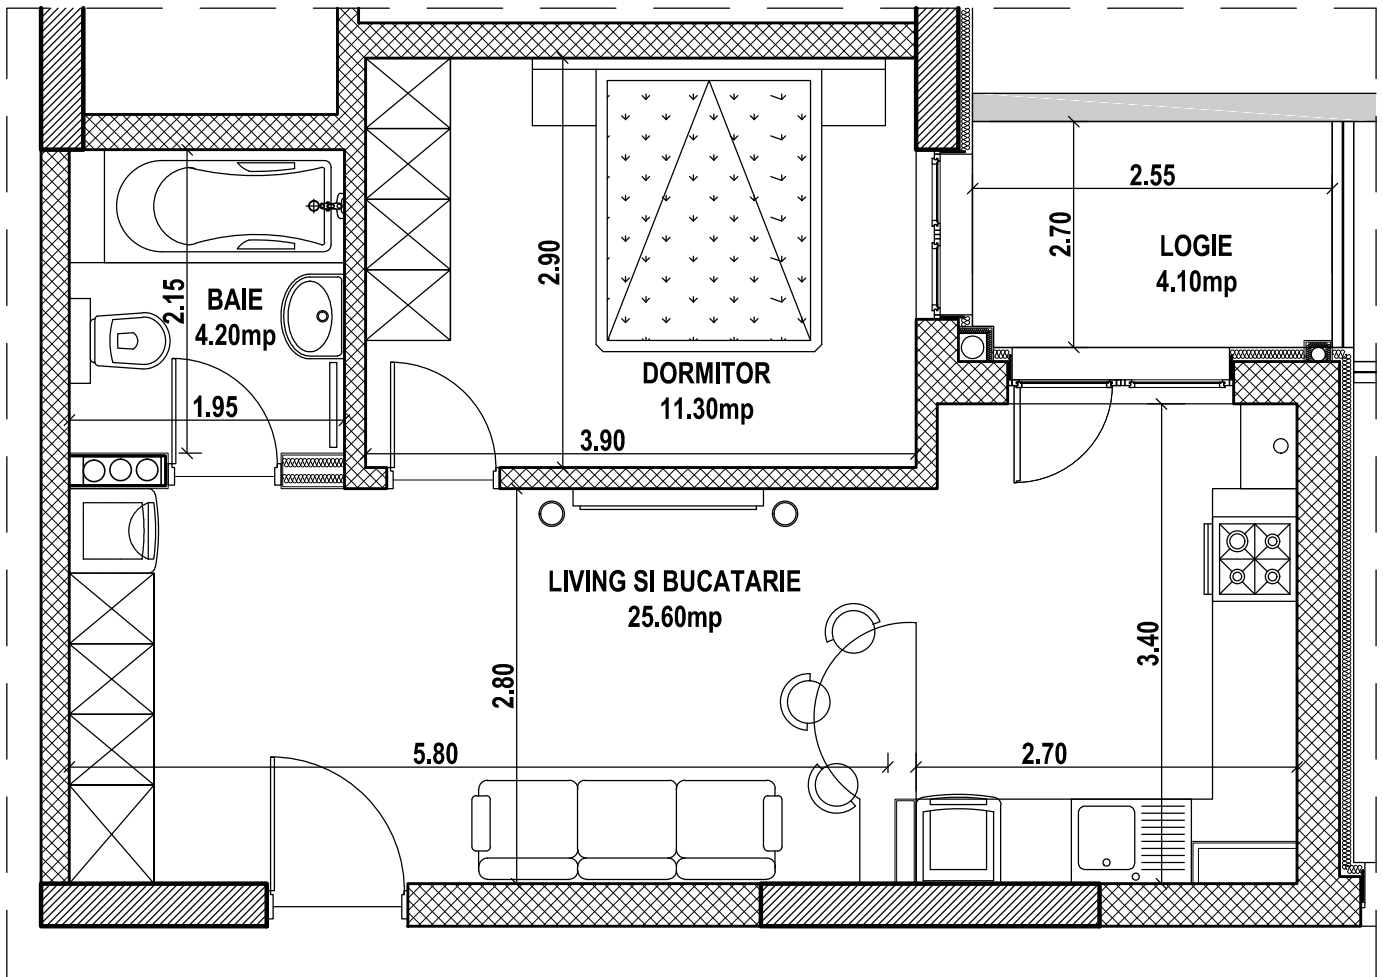 2.55
2.70
LOGIE
4.10mp
2.90
2.15
BAIE
4.20mp
DORMITOR
11.30mp
1.95
3.90
LIVING SI BUCATARIE
25.60mp
3.40
2.80
5.80
2.70